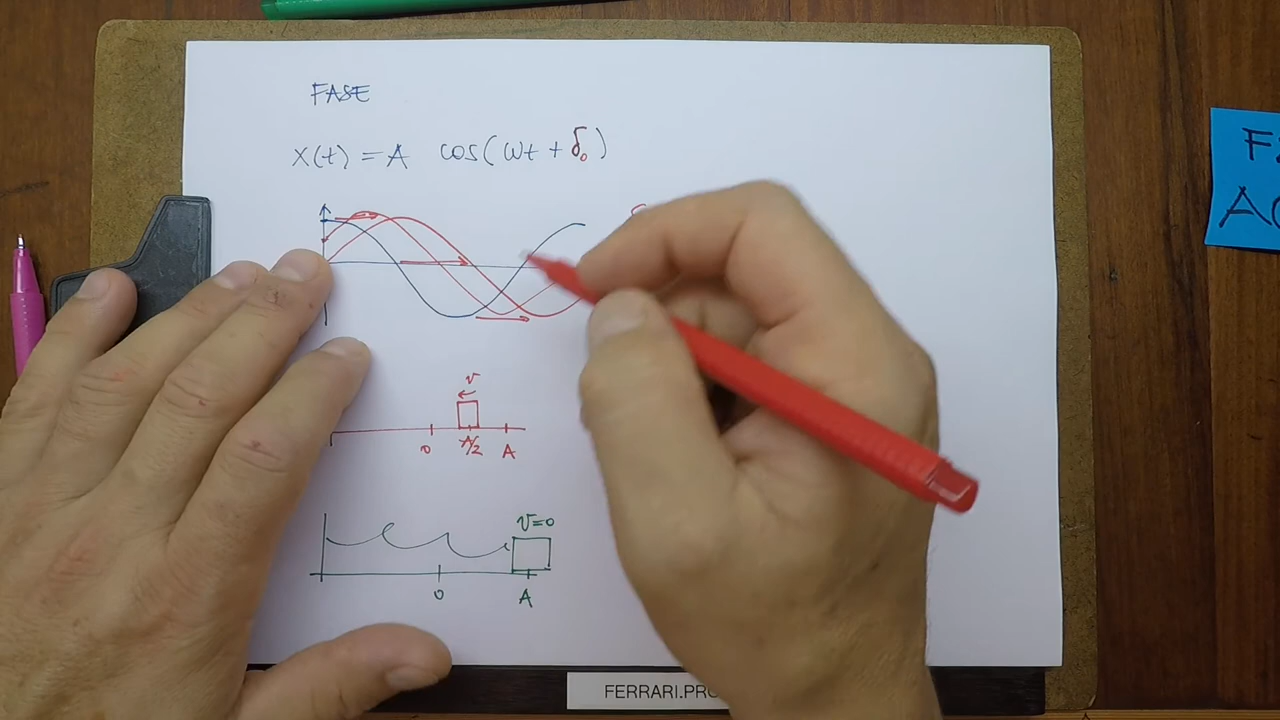 FASE
X(t) = A cos(ωt + δ₀)
v
0 A/2 A
v=0
0 A
FERRARI.PRO